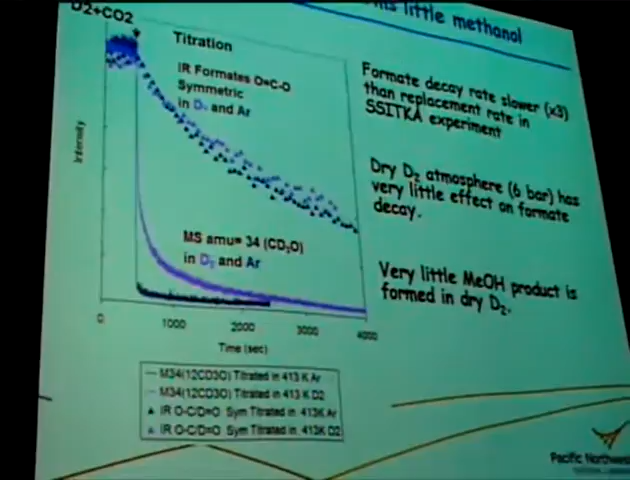 D2+CO2
little methanol
Titration
IR Formates O=C-O
Symmetric
in D2 and Ar
Intensity
MS amu= 34 (CD2O)
in D2 and Ar
0
1000
2000
3000
4000
Time (sec)
M34(12CD3O) Titrated in 413 K Ar
M34(12CD3O) Titrated in 413 K D2
IR O-C/D=O Sym Titrated in 413K Ar
IR O-C/D=O Sym Titrated in 413K D2
Formate decay rate slower (x3)
than replacement rate in
SSITKA experiment
Dry D2 atmosphere (6 bar) has
very little effect on formate
decay.
Very little MeOH product is
formed in dry D2.
Pacific Northwest